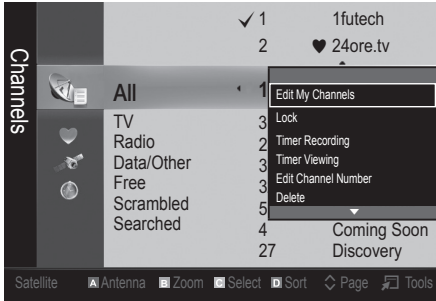 Channels
✓ 1 1futech
2 ♥ 24ore.tv
All 1
TV 3
Radio 2
Data/Other 3
Free 3
Scrambled 5
Searched 4 Coming Soon
27 Discovery
Edit My Channels
Lock
Timer Recording
Timer Viewing
Edit Channel Number
Delete
Satellite A Antenna B Zoom C Select D Sort Page Tools